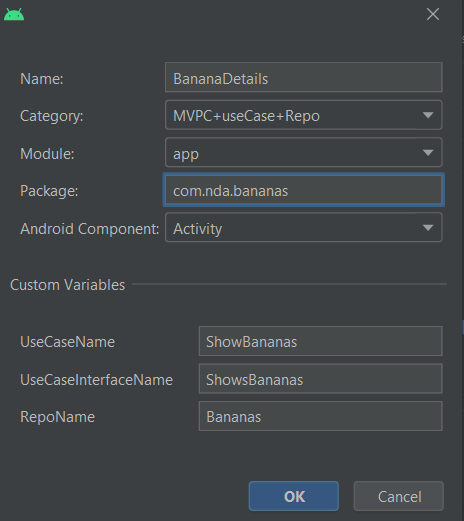 Name: BananaDetails
Category: MVPC+useCase+Repo
Module: app
Package: com.nda.bananas
Android Component: Activity
Custom Variables
UseCaseName ShowBananas
UseCaseInterfaceName ShowsBananas
RepoName Bananas
OK Cancel